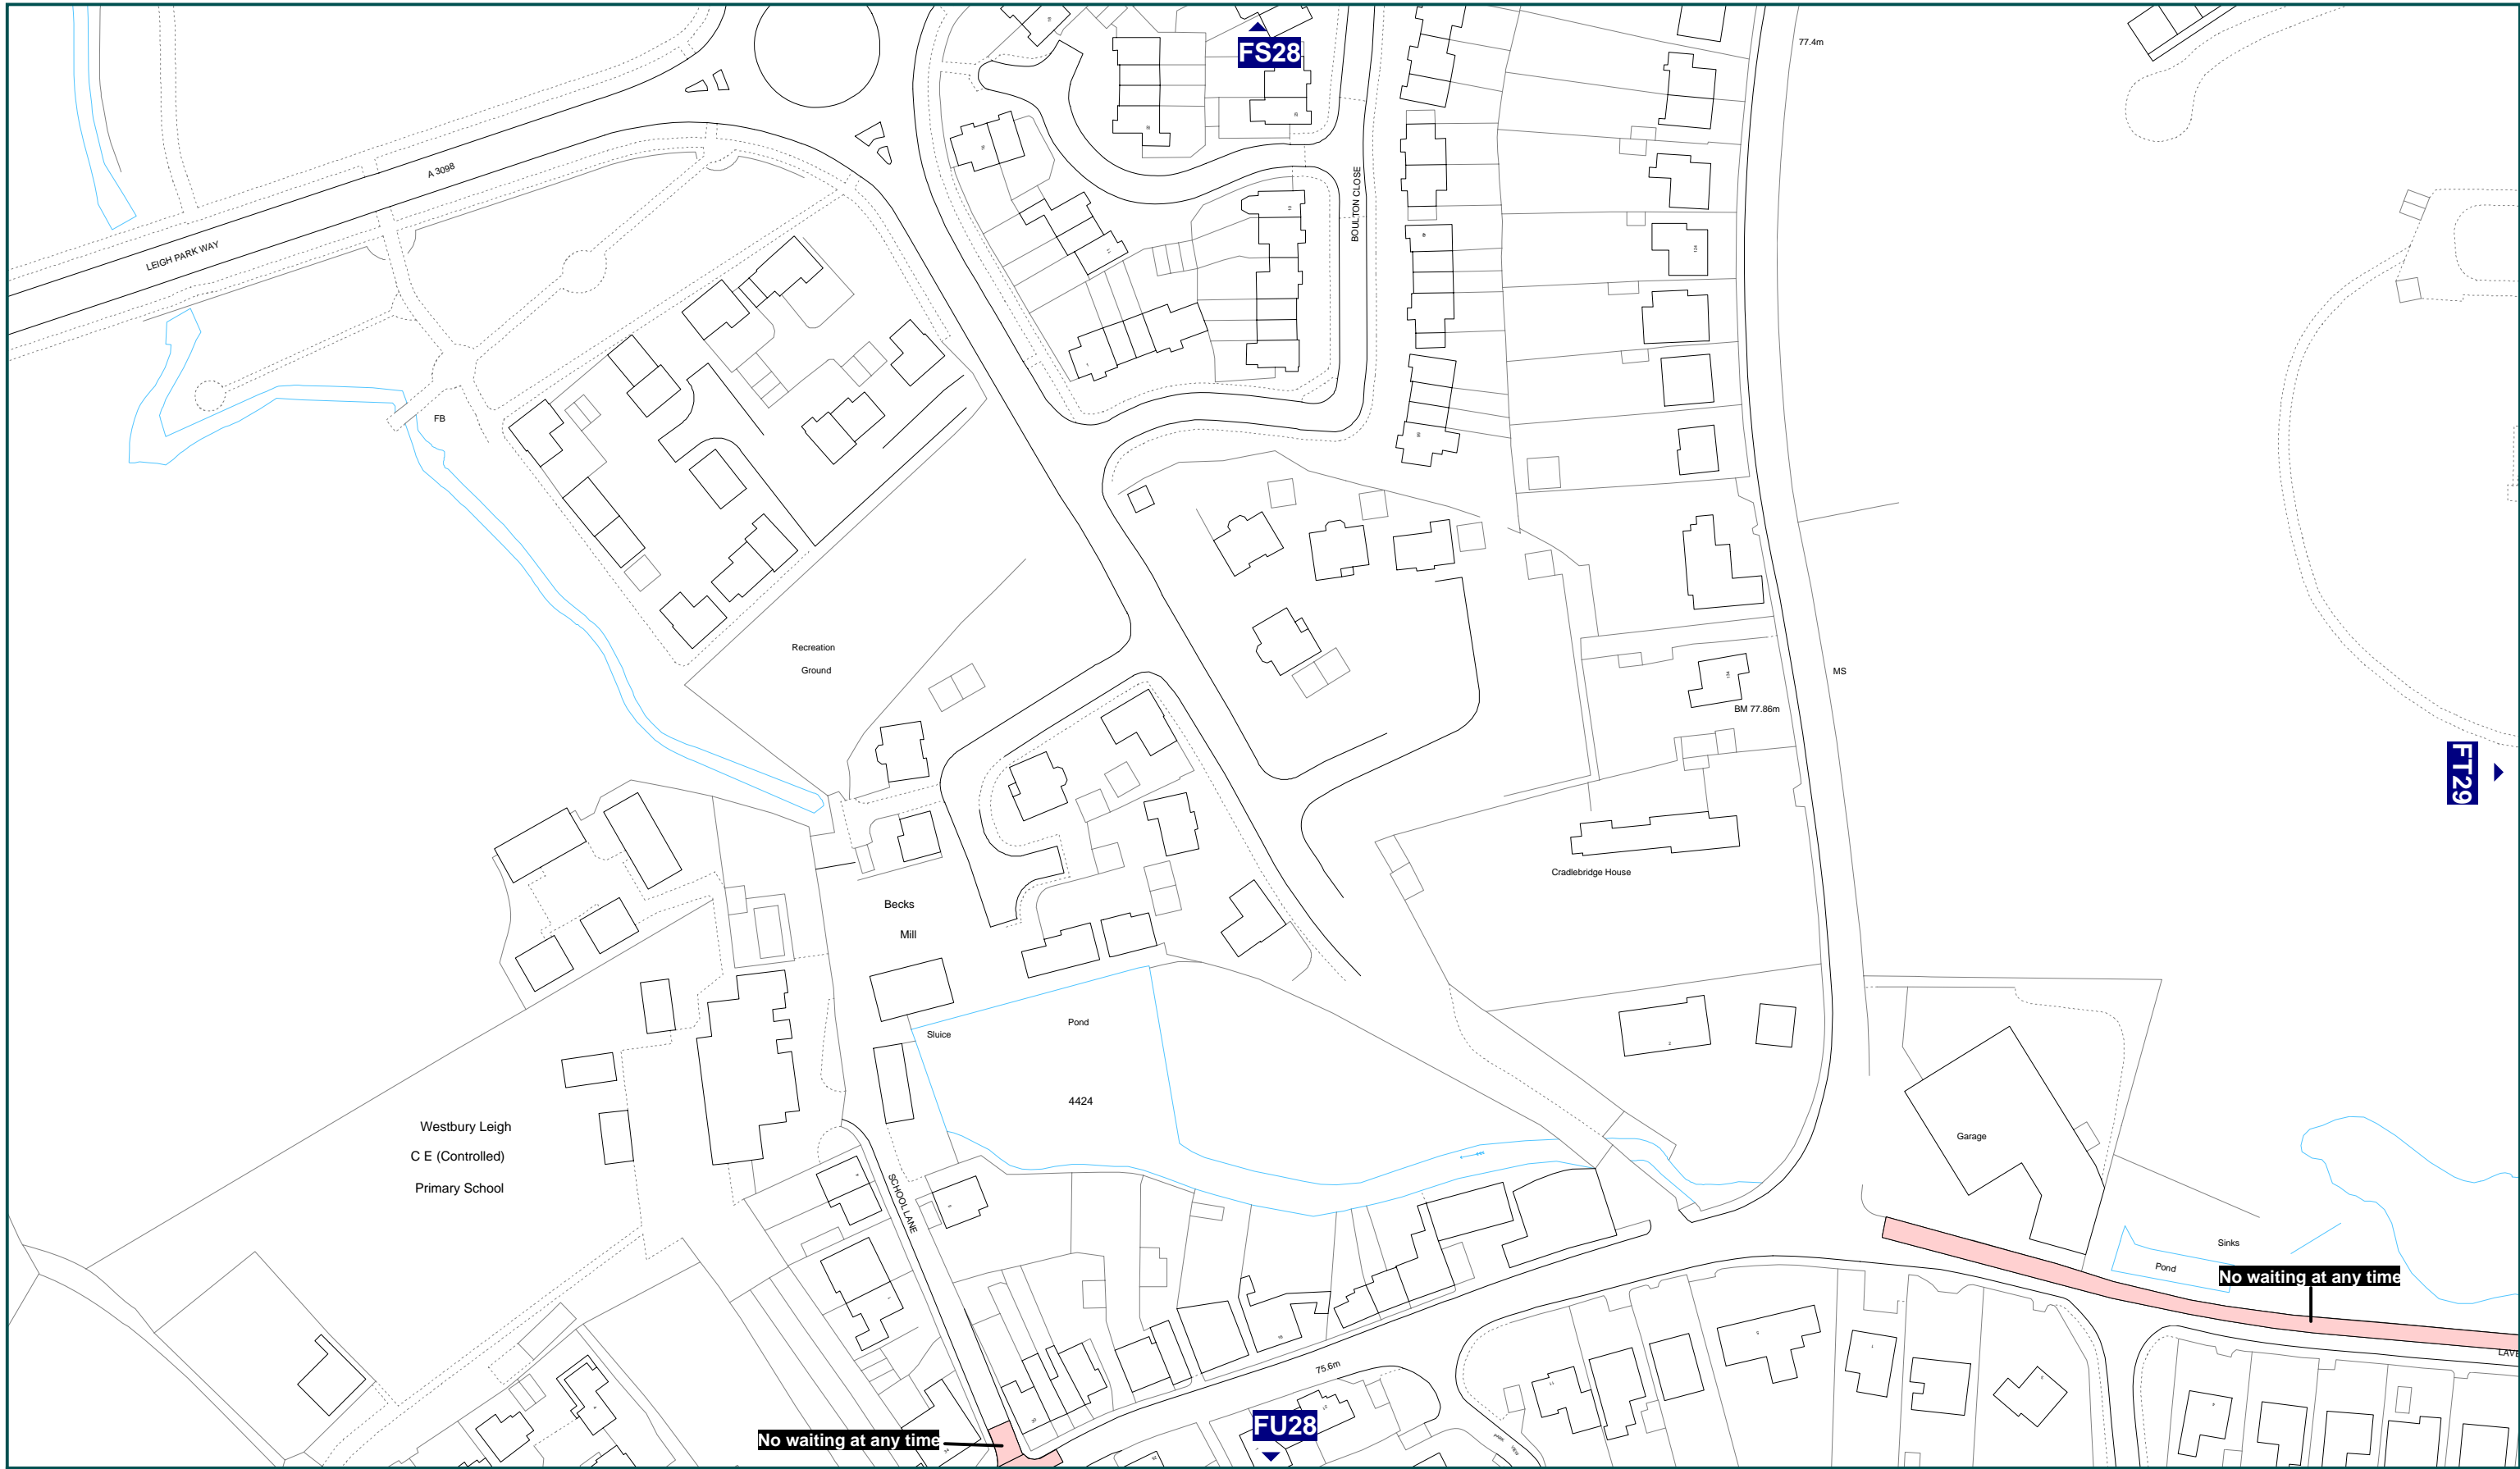 FS28
77.4m
A 3098
LEIGH PARK WAY
BOULTON CLOSE
FB
Recreation
Ground
MS
BM 77.86m
FT29
Cradlebridge House
Becks
Mill
Sluice
Pond
4424
Westbury Leigh
C E (Controlled)
Primary School
SCHOOL LANE
Garage
Sinks
Pond
No waiting at any time
LAVE
75.6m
FU28
No waiting at any time